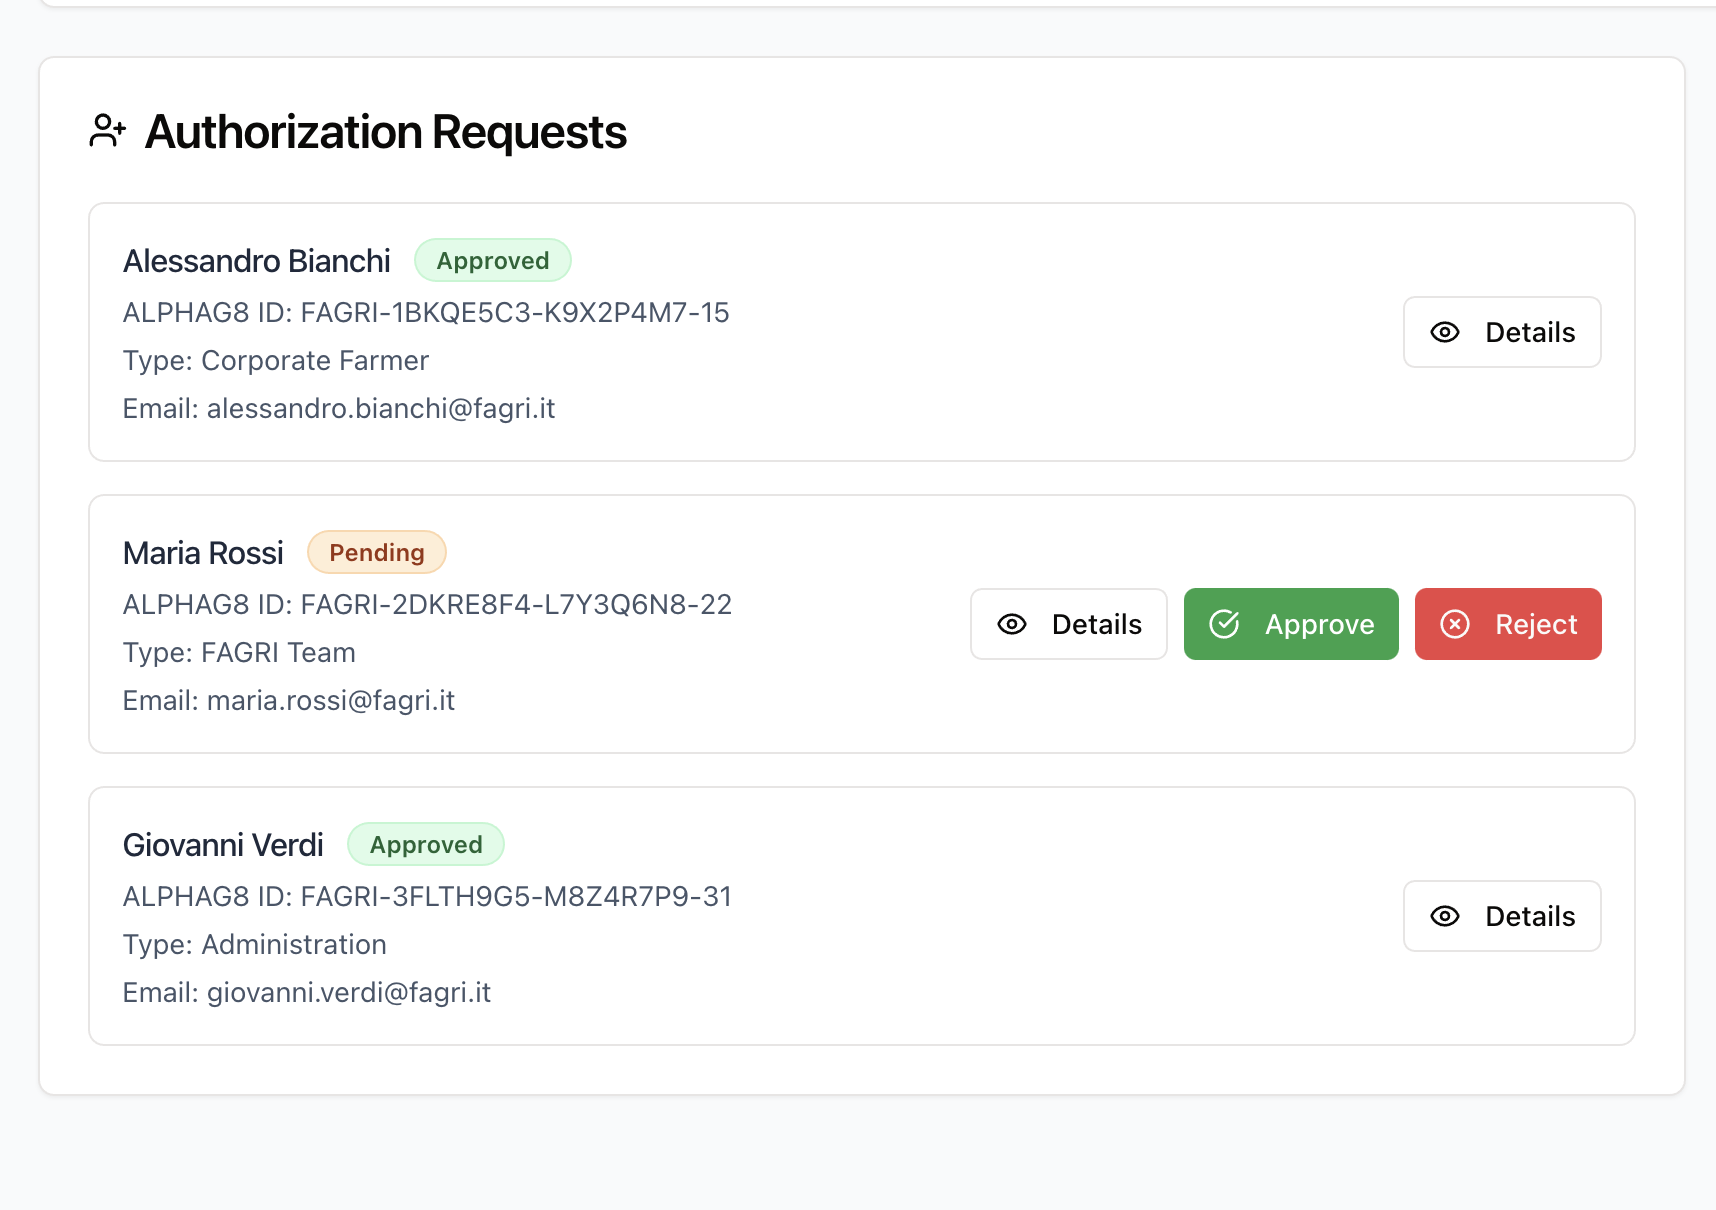 Authorization Requests
Alessandro Bianchi Approved
ALPHAG8 ID: FAGRI-1BKQE5C3-K9X2P4M7-15
Type: Corporate Farmer
Email: alessandro.bianchi@fagri.it
Details
Maria Rossi Pending
ALPHAG8 ID: FAGRI-2DKRE8F4-L7Y3Q6N8-22
Type: FAGRI Team
Email: maria.rossi@fagri.it
Details Approve Reject
Giovanni Verdi Approved
ALPHAG8 ID: FAGRI-3FLTH9G5-M8Z4R7P9-31
Type: Administration
Email: giovanni.verdi@fagri.it
Details